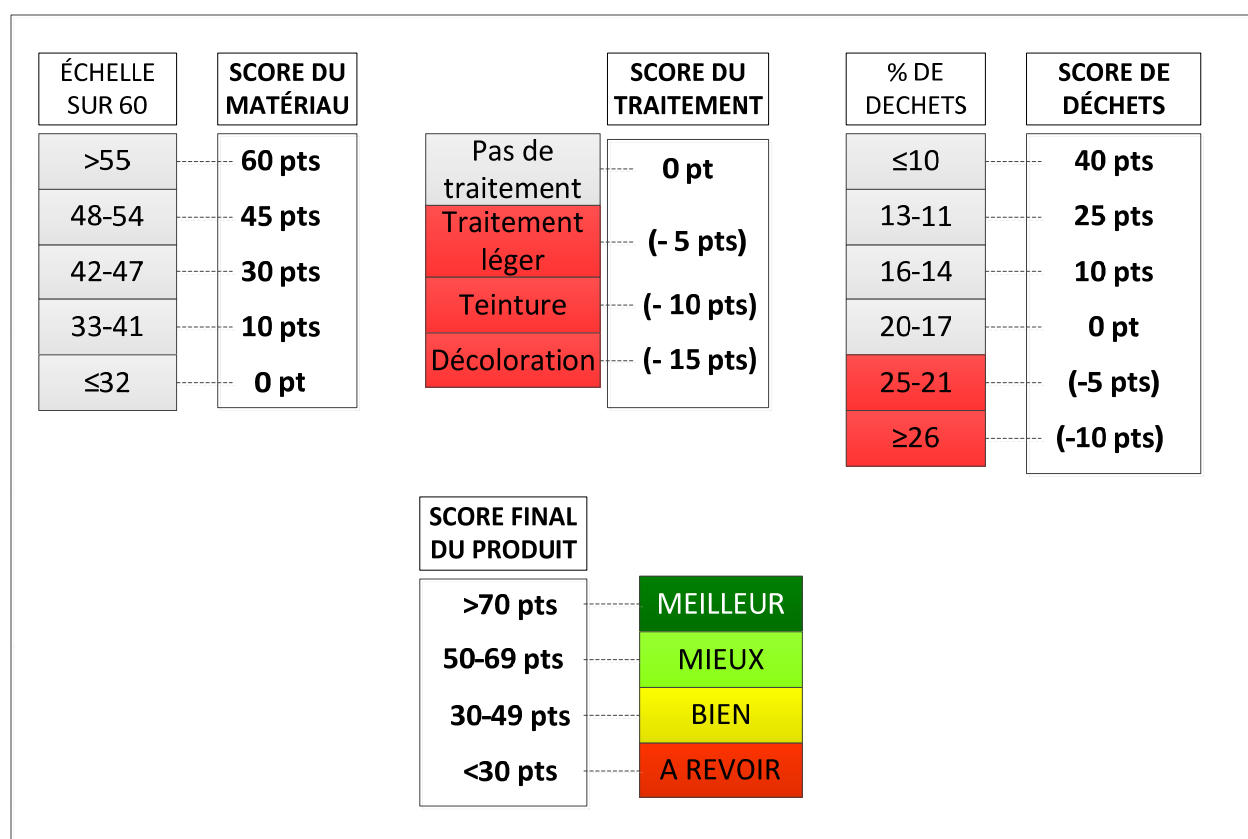 ÉCHELLE
SUR 60
SCORE DU
MATÉRIAU
>55
60 pts
48-54
45 pts
42-47
30 pts
33-41
10 pts
≤32
0 pt
SCORE DU
TRAITEMENT
Pas de
traitement
0 pt
Traitement
léger
(- 5 pts)
Teinture
(- 10 pts)
Décoloration
(- 15 pts)
% DE
DECHETS
SCORE DE
DÉCHETS
≤10
40 pts
13-11
25 pts
16-14
10 pts
20-17
0 pt
25-21
(-5 pts)
≥26
(-10 pts)
SCORE FINAL
DU PRODUIT
>70 pts
MEILLEUR
50-69 pts
MIEUX
30-49 pts
BIEN
<30 pts
A REVOIR